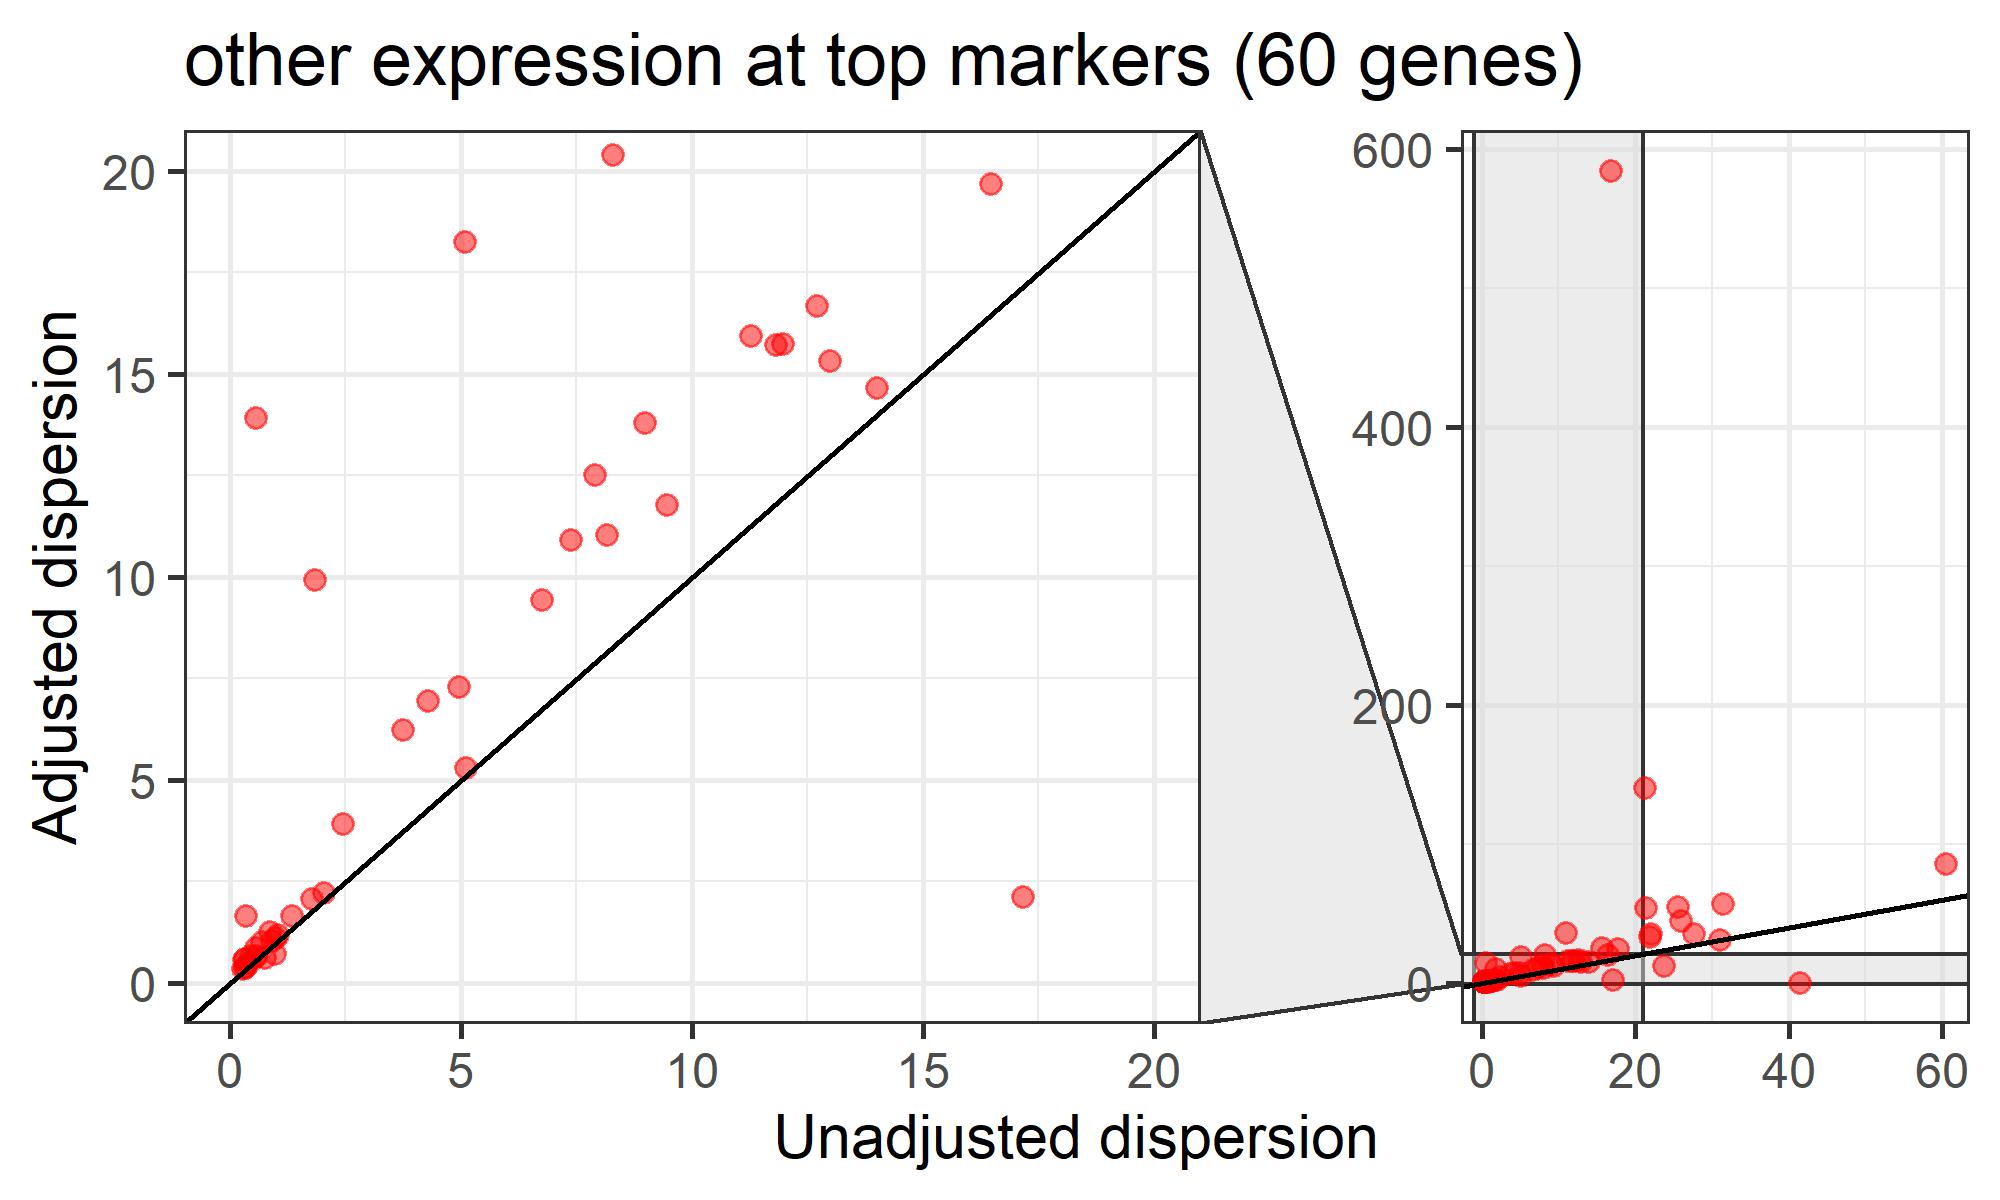 other expression at top markers (60 genes)
Adjusted dispersion
20
15
10
5
0
0 5 10 15 20
600
400
200
0
0 20 40 60
Unadjusted dispersion